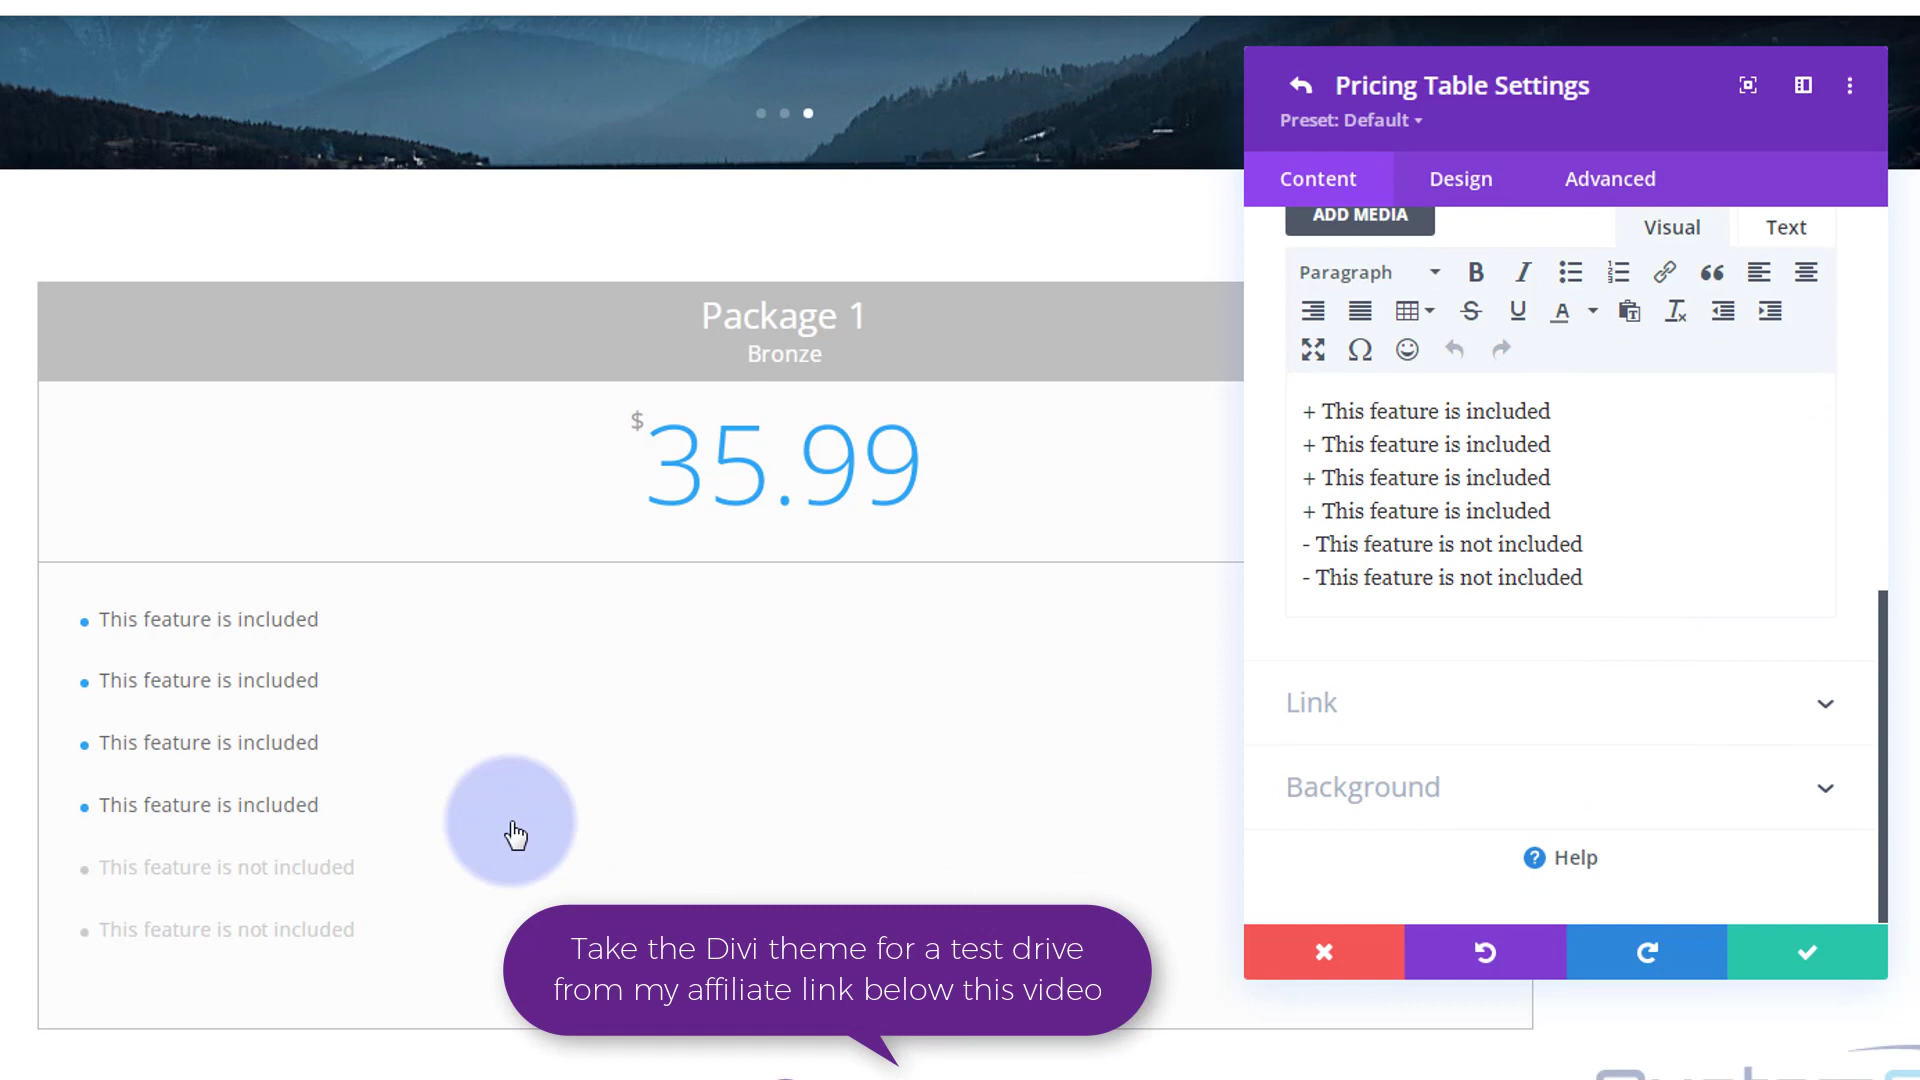 Pricing Table Settings
Preset: Default
Content
Design
Advanced
ADD MEDIA
Visual
Text
Paragraph
+ This feature is included
+ This feature is included
+ This feature is included
+ This feature is included
- This feature is not included
- This feature is not included
Link
Background
? Help
Package 1
Bronze
$
35.99
This feature is included
This feature is included
This feature is included
This feature is included
This feature is not included
This feature is not included
Take the Divi theme for a test drive
from my affiliate link below this video